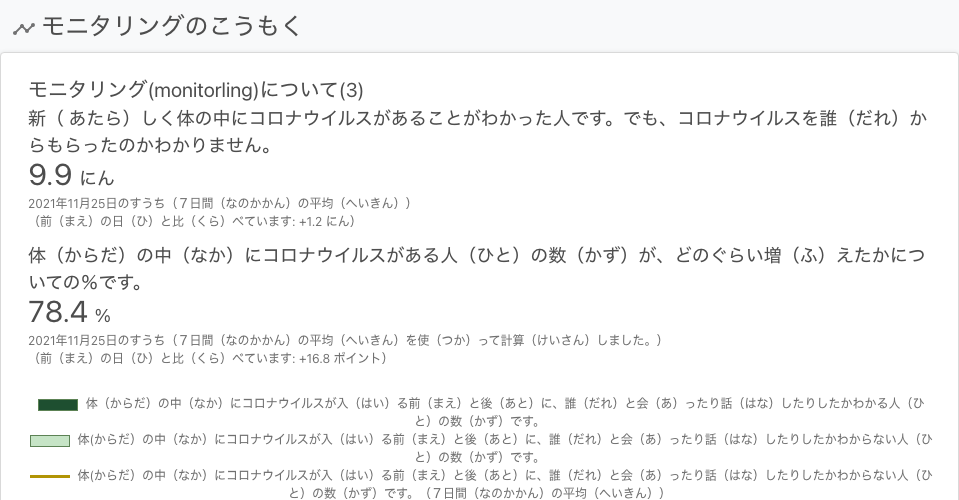 モニタリングのこうもく
モニタリング(monitorling)について(3)
新（ あたら）しく体の中にコロナウイルスがあることがわかった人です。でも、コロナウイルスを誰（だれ）か
らもらったのかわかりません。
9.9 にん
2021年11月25日のすうち（７日間（なのかかん）の平均（へいきん））
（前（まえ）の日（ひ）と比（くら）べています: +1.2 にん）
体（からだ）の中（なか）にコロナウイルスがある人（ひと）の数（かず）が、どのぐらい増（ふ）えたかにつ
いての％です。
78.4 %
2021年11月25日のすうち（７日間（なのかかん）の平均（へいきん）を使（つか）って計算（けいさん）しました。）
（前（まえ）の日（ひ）と比（くら）べています: +16.8 ポイント）
体（からだ）の中（なか）にコロナウイルスが入（はい）る前（まえ）と後（あと）に、誰（だれ）と会（あ）ったり話（はな）したりしたかわかる人（ひ
と）の数（かず）です。
体(からだ）の中（なか）にコロナウイルスが入（はい）る前（まえ）と後（あと）に、誰（だれ）と会（あ）ったり話（はな）したりしたかわからない人（ひ
と）の数（かず）です。
体(からだ）の中（なか）にコロナウイルスが入（はい）る前（まえ）と後（あと）に、誰（だれ）と会（あ）ったり話（はな）したりしたかわからない人（ひ
と）の数（かず）です。（７日間（なのかかん）の平均（へいきん））